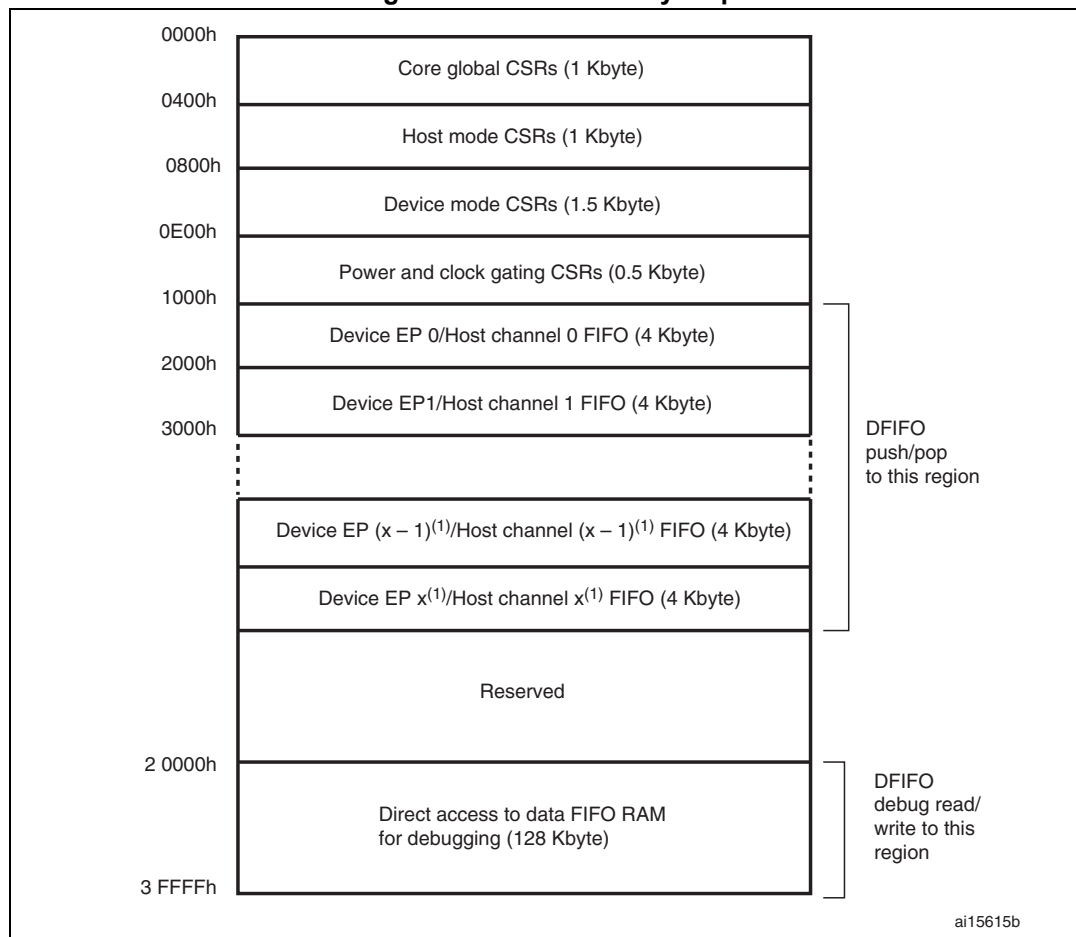 0000h
Core global CSRs (1 Kbyte)
0400h
Host mode CSRs (1 Kbyte)
0800h
Device mode CSRs (1.5 Kbyte)
0E00h
Power and clock gating CSRs (0.5 Kbyte)
1000h
Device EP 0/Host channel 0 FIFO (4 Kbyte)
2000h
Device EP1/Host channel 1 FIFO (4 Kbyte)
3000h
DFIFO
push/pop
to this region
Device EP (x – 1)(1)/Host channel (x – 1)(1) FIFO (4 Kbyte)
Device EP x(1)/Host channel x(1) FIFO (4 Kbyte)
Reserved
2 0000h
Direct access to data FIFO RAM
for debugging (128 Kbyte)
DFIFO
debug read/
write to this
region
3 FFFFh
ai15615b